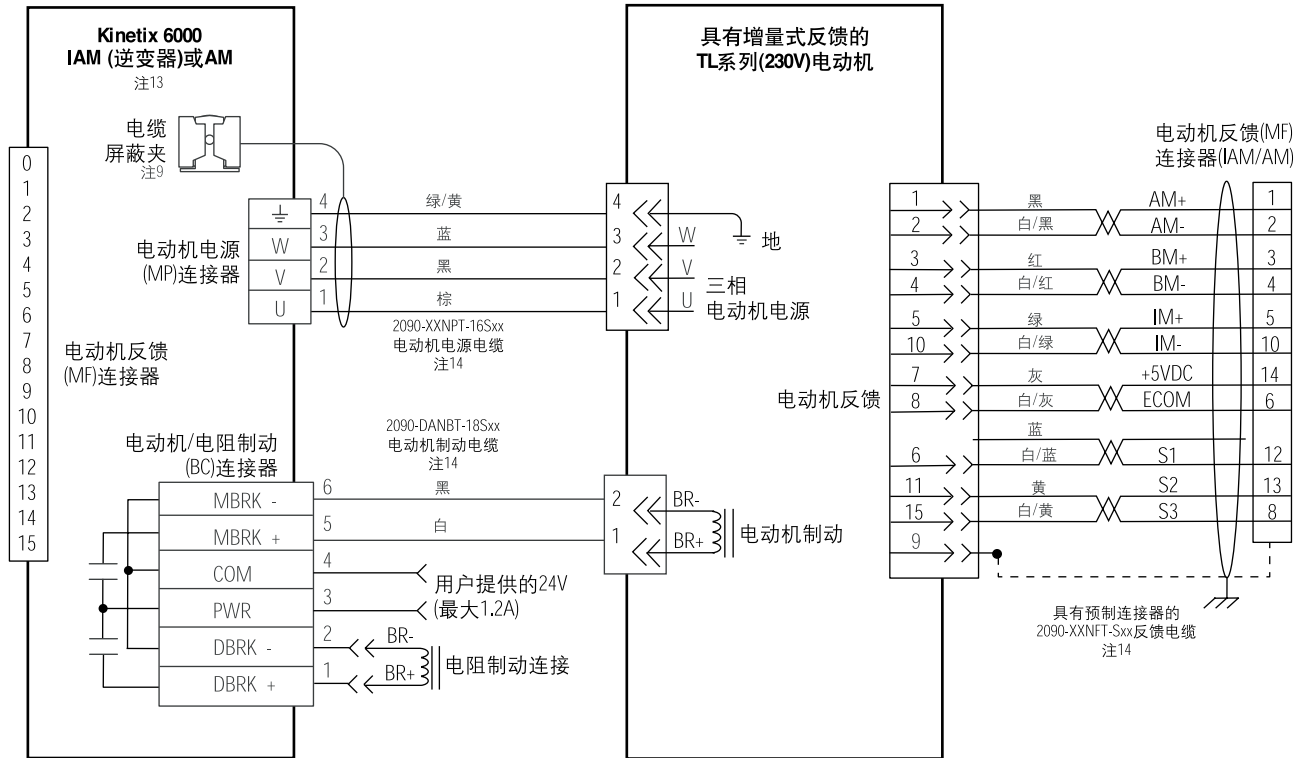 Kinetix 6000
IAM (逆变器)或AM
注13
电缆
屏蔽夹
注9
0
1
2
3
4
5
6
7
8
9
10
11
12
13
14
15
电动机反馈
(MF)连接器
电动机电源
(MP)连接器
W
V
U
4
3
2
1
绿/黄
蓝
黑
棕
2090-XXNPT-16Sxx
电动机电源电缆
注14
电动机/电阻制动
(BC)连接器
MBRK -
MBRK +
COM
PWR
DBRK -
DBRK +
6
5
4
3
2
1
2090-DANBT-18Sxx
电动机制动电缆
注14
黑
白
用户提供的24V
(最大1.2A)
BR-
BR+
电阻制动连接
具有增量式反馈的
TL系列(230V)电动机
4
3
2
1
地
W
V
U
三相
电动机电源
2
1
BR-
BR+
电动机制动
电动机反馈
1
2
3
4
5
10
7
8
6
11
15
9
黑
白/黑
红
白/红
绿
白/绿
灰
白/灰
蓝
白/蓝
黄
白/黄
AM+
AM-
BM+
BM-
IM+
IM-
+5VDC
ECOM
S1
S2
S3
电动机反馈(MF)
连接器(IAM/AM)
1
2
3
4
5
10
14
6
12
13
8
具有预制连接器的
2090-XXNFT-Sxx反馈电缆
注14